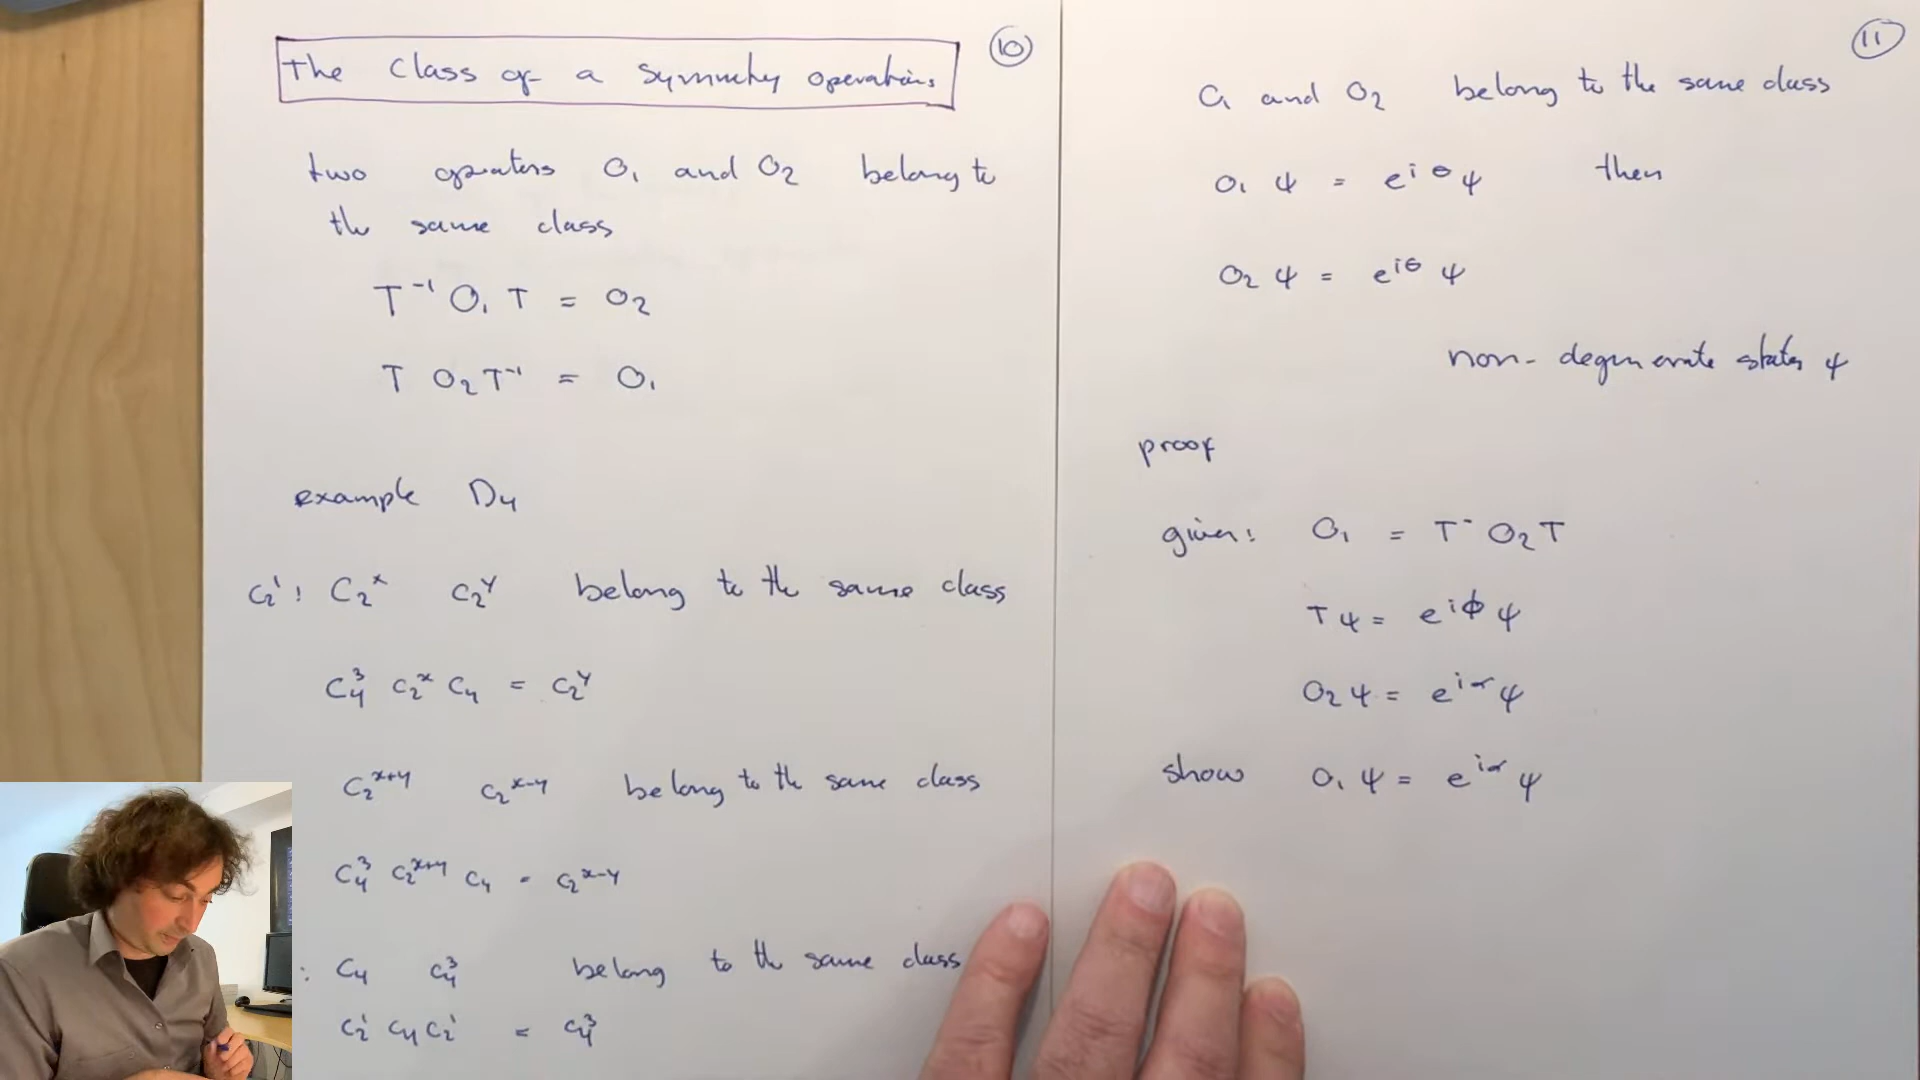 The Class of a Symmetry operations
10
two operators O₁ and O₂ belong to
the same class
T⁻¹ O₁ T = O₂
T O₂ T⁻¹ = O₁
example D₄
C₂' : C₂ˣ C₂ʸ belong to the same class
C₄³ C₂ˣ C₄ = C₂ʸ
C₂ˣ⁺ʸ C₂ˣ⁻ʸ belong to the same class
C₄³ C₂ˣ⁺ʸ C₄ = C₂ˣ⁻ʸ
: C₄ C₄³ belong to the same class
C₂' C₄ C₂' = C₄³
11
O₁ and O₂ belong to the same class
O₁ ψ = e^{iθ} ψ then
O₂ ψ = e^{iθ} ψ
non-degenerate states ψ
proof
given: O₁ = T⁻ O₂ T
T ψ = e^{iϕ} ψ
O₂ ψ = e^{iα} ψ
show O₁ ψ = e^{iα} ψ